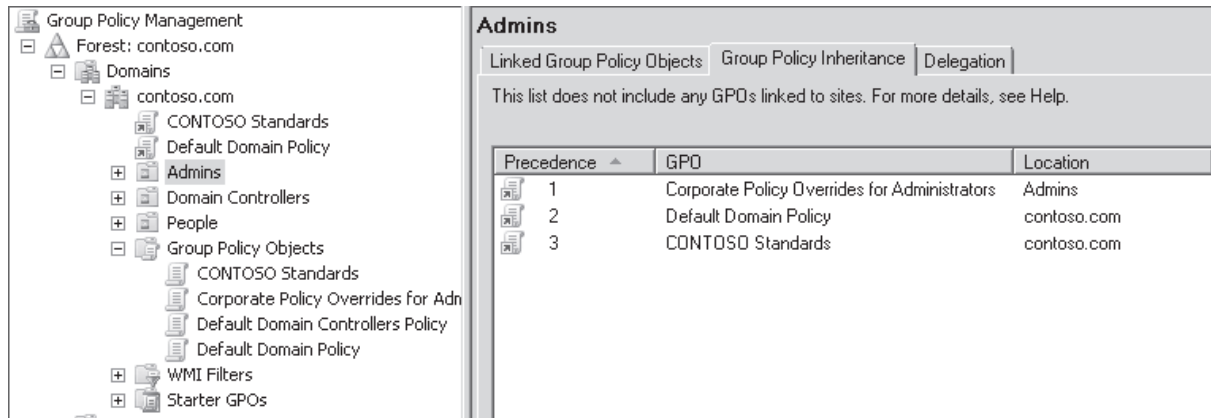 Group Policy Management
Forest: contoso.com
Domains
contoso.com
CONTOSO Standards
Default Domain Policy
Admins
Domain Controllers
People
Group Policy Objects
CONTOSO Standards
Corporate Policy Overrides for Adn
Default Domain Controllers Policy
Default Domain Policy
WMI Filters
Starter GPOs
Admins
Linked Group Policy Objects Group Policy Inheritance Delegation
This list does not include any GPOs linked to sites. For more details, see Help.
Precedence GPO Location
1 Corporate Policy Overrides for Administrators Admins
2 Default Domain Policy contoso.com
3 CONTOSO Standards contoso.com